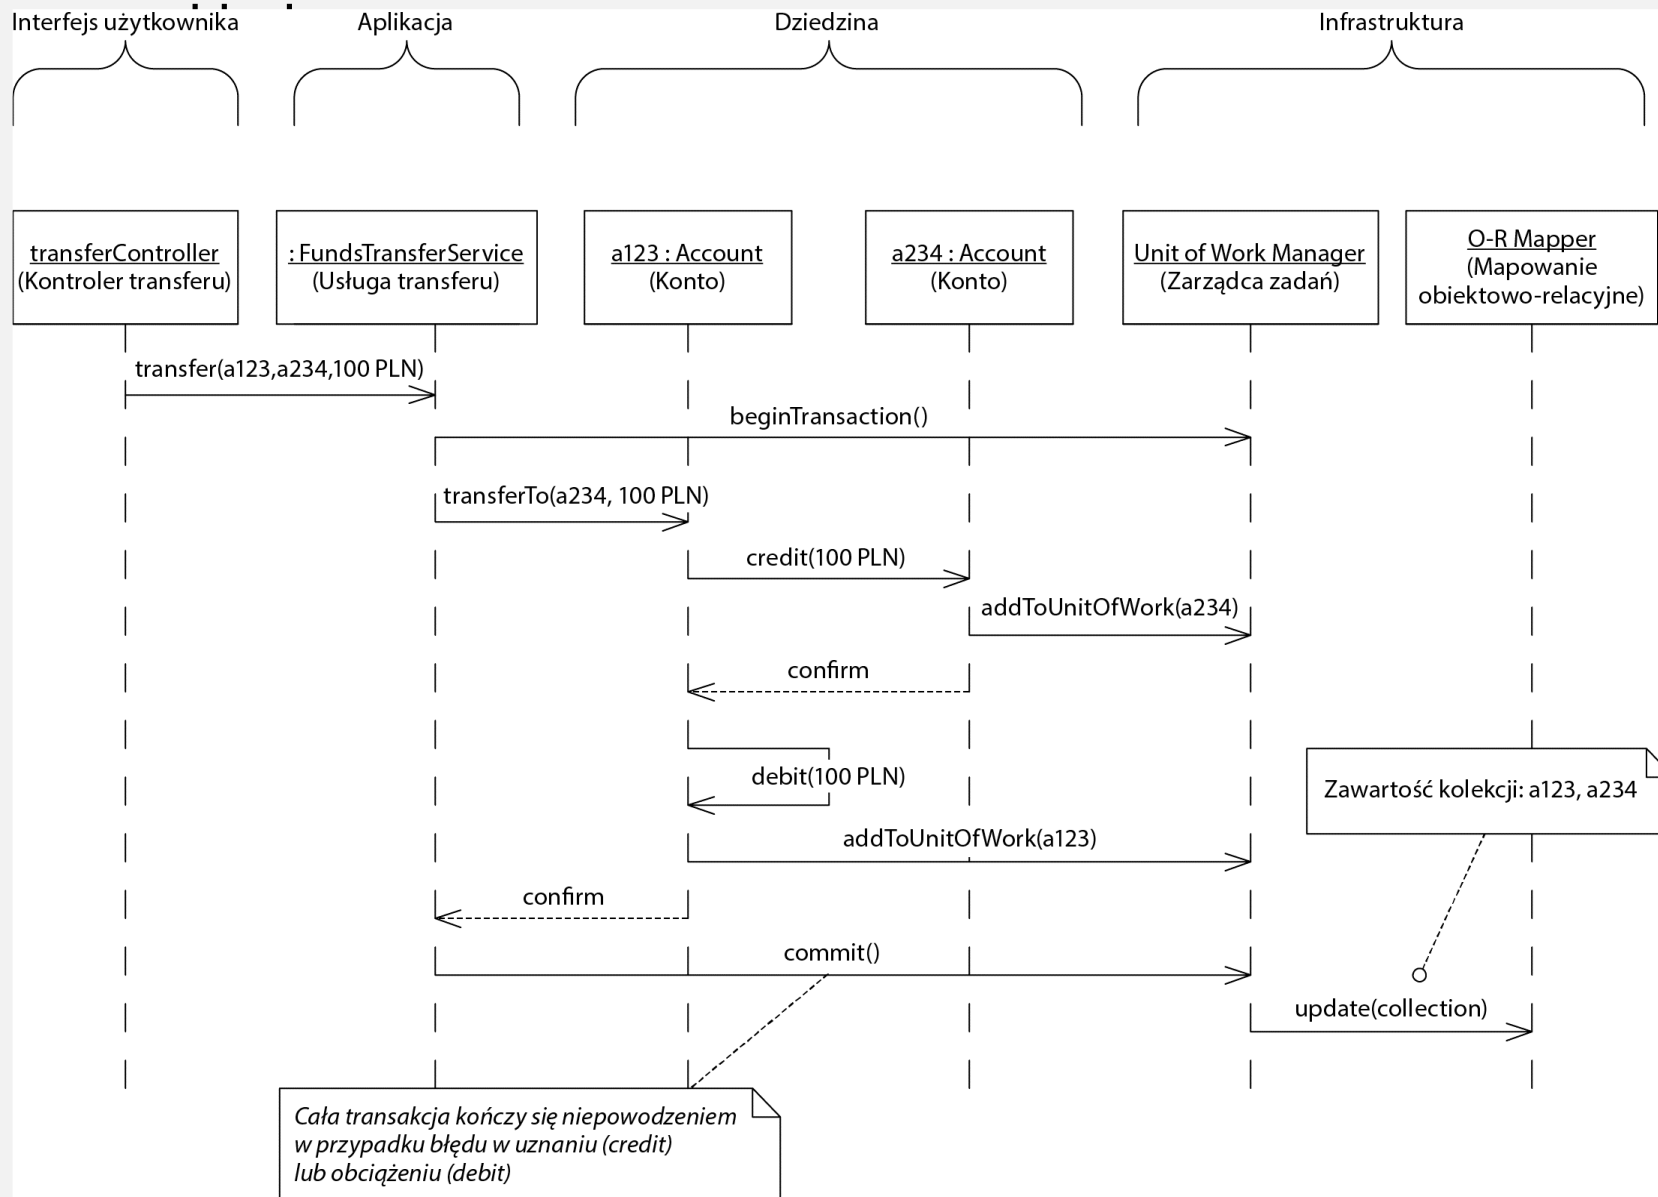 Interfejs użytkownika
Aplikacja
Dziedzina
Infrastruktura
transferController
(Kontroler transferu)
: FundsTransferService
(Usługa transferu)
a123 : Account
(Konto)
a234 : Account
(Konto)
Unit of Work Manager
(Zarządca zadań)
O-R Mapper
(Mapowanie
obiektowo-relacyjne)
transfer(a123,a234,100 PLN)
beginTransaction()
transferTo(a234, 100 PLN)
credit(100 PLN)
addToUnitOfWork(a234)
confirm
debit(100 PLN)
Zawartość kolekcji: a123, a234
addToUnitOfWork(a123)
confirm
commit()
update(collection)
Cała transakcja kończy się niepowodzeniem
w przypadku błędu w uznaniu (credit)
lub obciążeniu (debit)